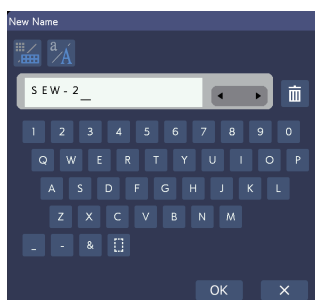 New Name
a/Á
SEW-2_
1 2 3 4 5 6 7 8 9 0
Q W E R T Y U I O P
A S D F G H J K L
Z X C V B N M
_ - &
OK X